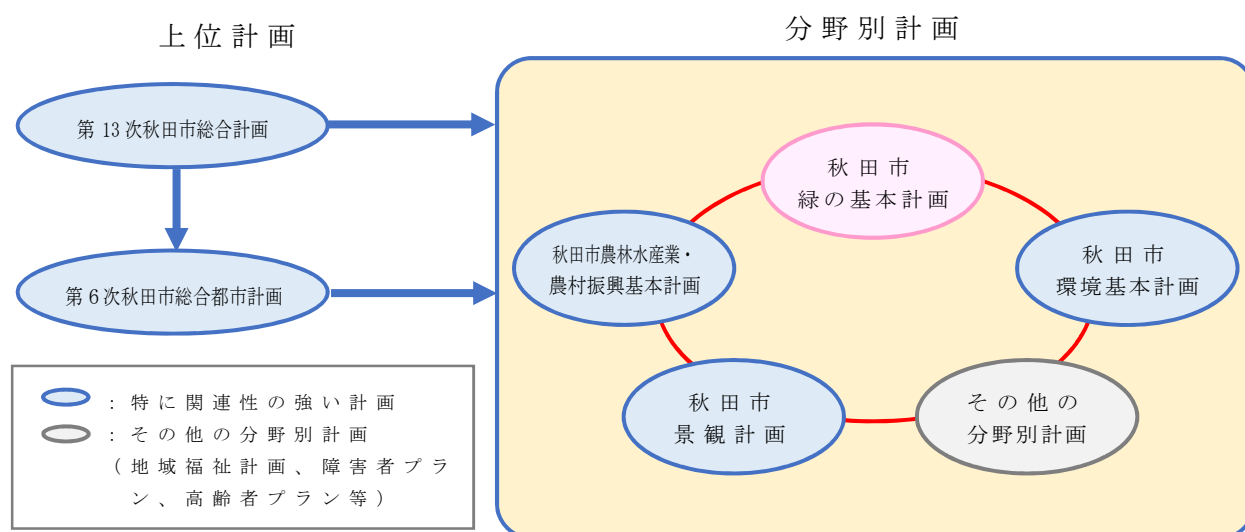 上位計画
分野別計画
第13次秋田市総合計画
第6次秋田市総合都市計画
秋田市
緑の基本計画
秋田市農林水産業・
農村振興基本計画
秋田市
環境基本計画
秋田市
景観計画
その他の
分野別計画
：特に関連性の強い計画
：その他の分野別計画
（地域福祉計画、障害者プラ
ン、高齢者プラン等）